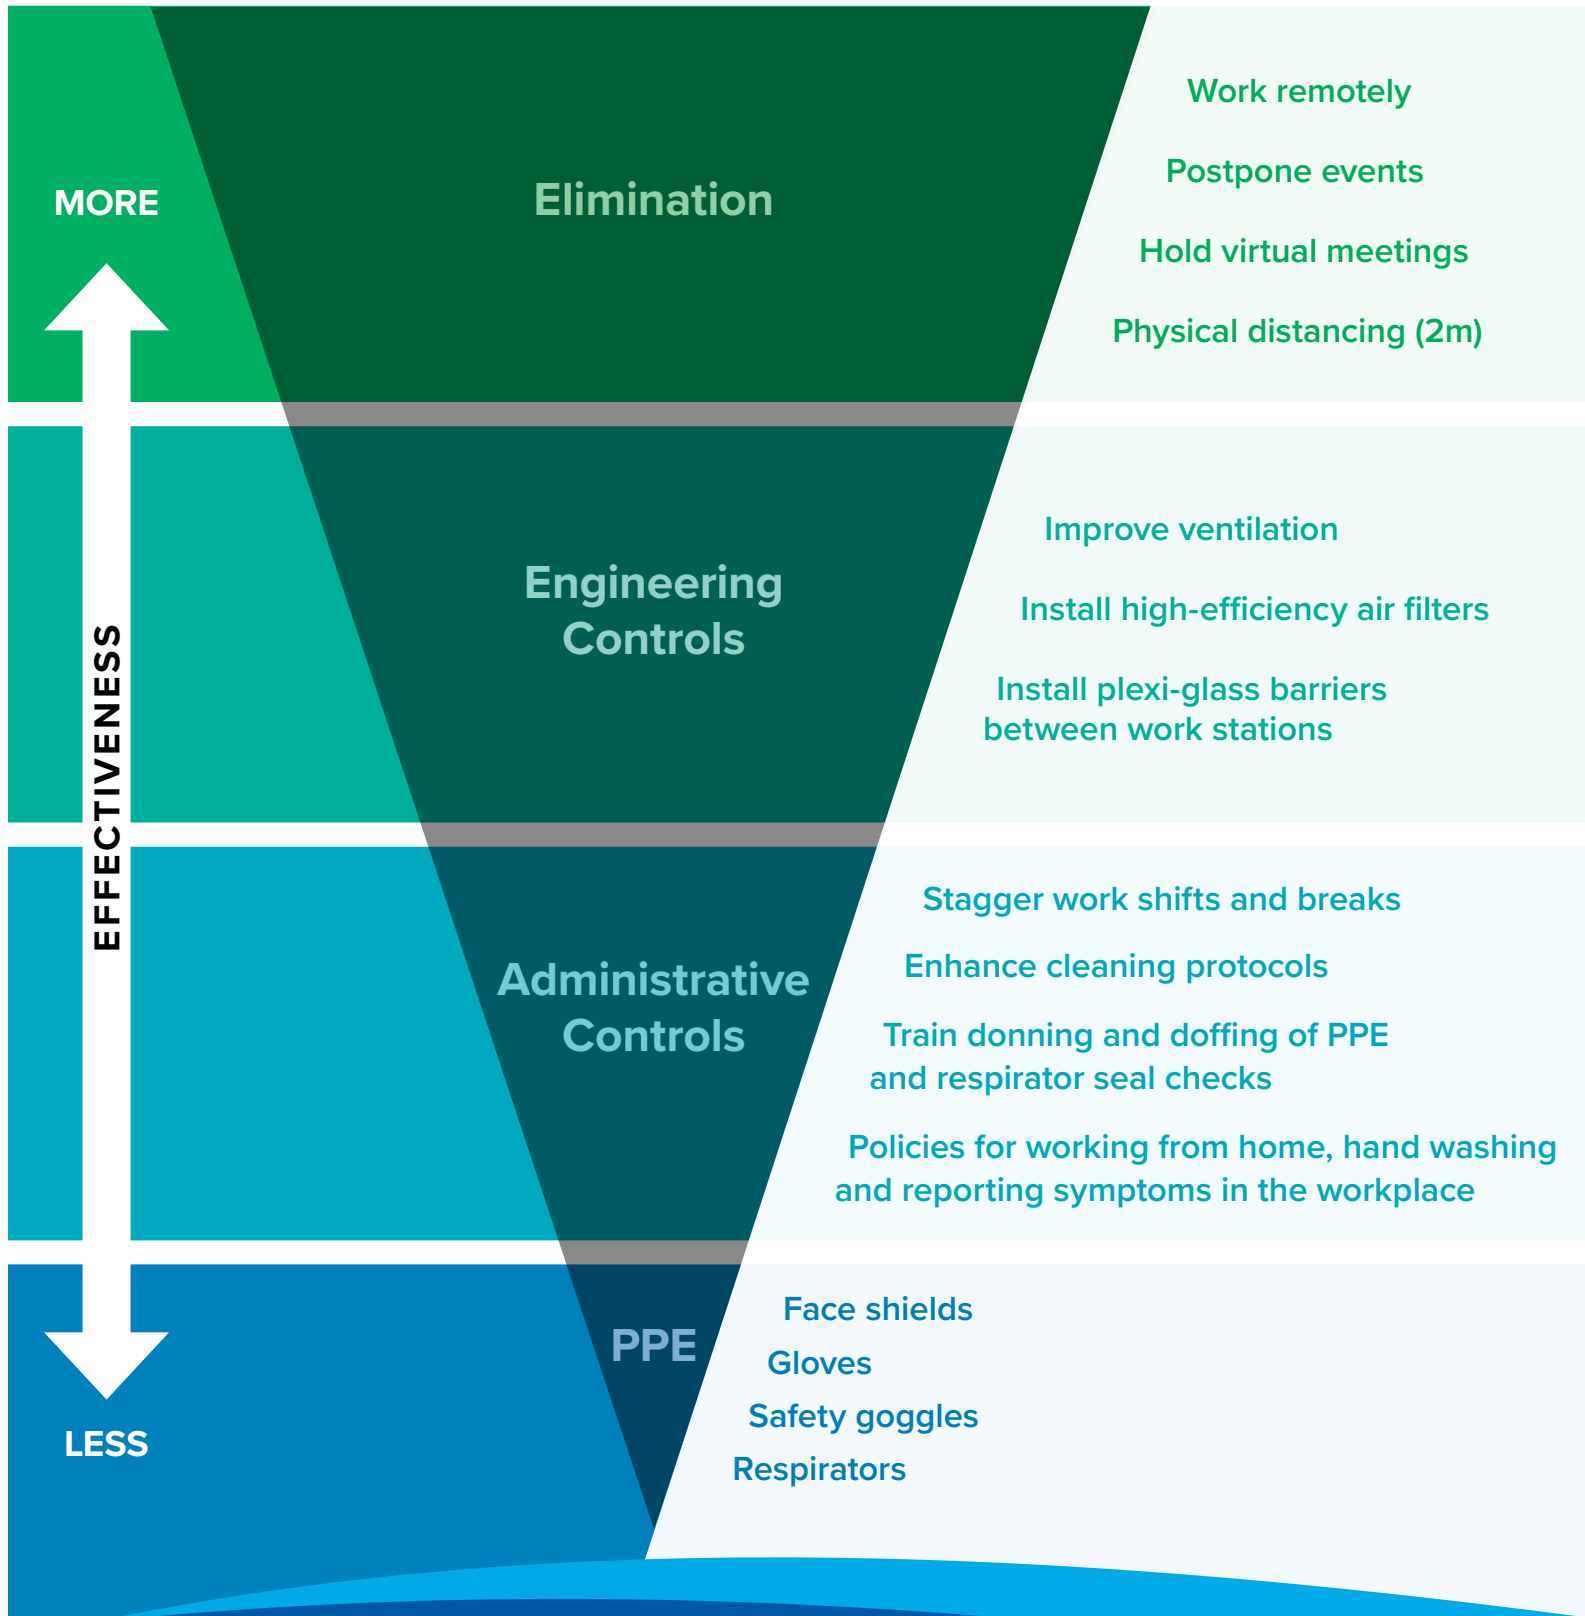 MORE
EFFECTIVENESS
LESS
Elimination
Work remotely
Postpone events
Hold virtual meetings
Physical distancing (2m)
Engineering
Controls
Improve ventilation
Install high-efficiency air filters
Install plexi-glass barriers
between work stations
Administrative
Controls
Stagger work shifts and breaks
Enhance cleaning protocols
Train donning and doffing of PPE
and respirator seal checks
Policies for working from home, hand washing
and reporting symptoms in the workplace
PPE
Face shields
Gloves
Safety goggles
Respirators